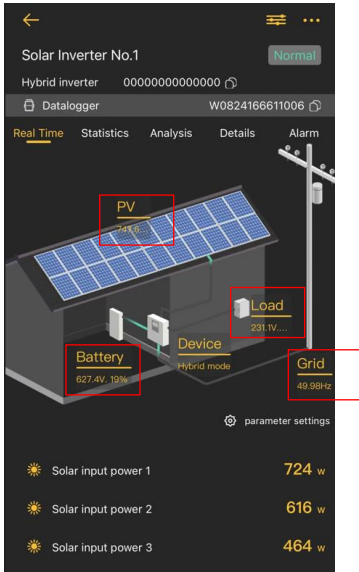 Solar Inverter No.1
Normal
Hybrid inverter 00000000000000
Datalogger W0824166611006
Real Time Statistics Analysis Details Alarm
PV
741.6...
Load
231.1V....
Device
Hybrid mode
Battery
627.4V. 19%
Grid
49.98Hz
parameter settings
Solar input power 1 724 w
Solar input power 2 616 w
Solar input power 3 464 w